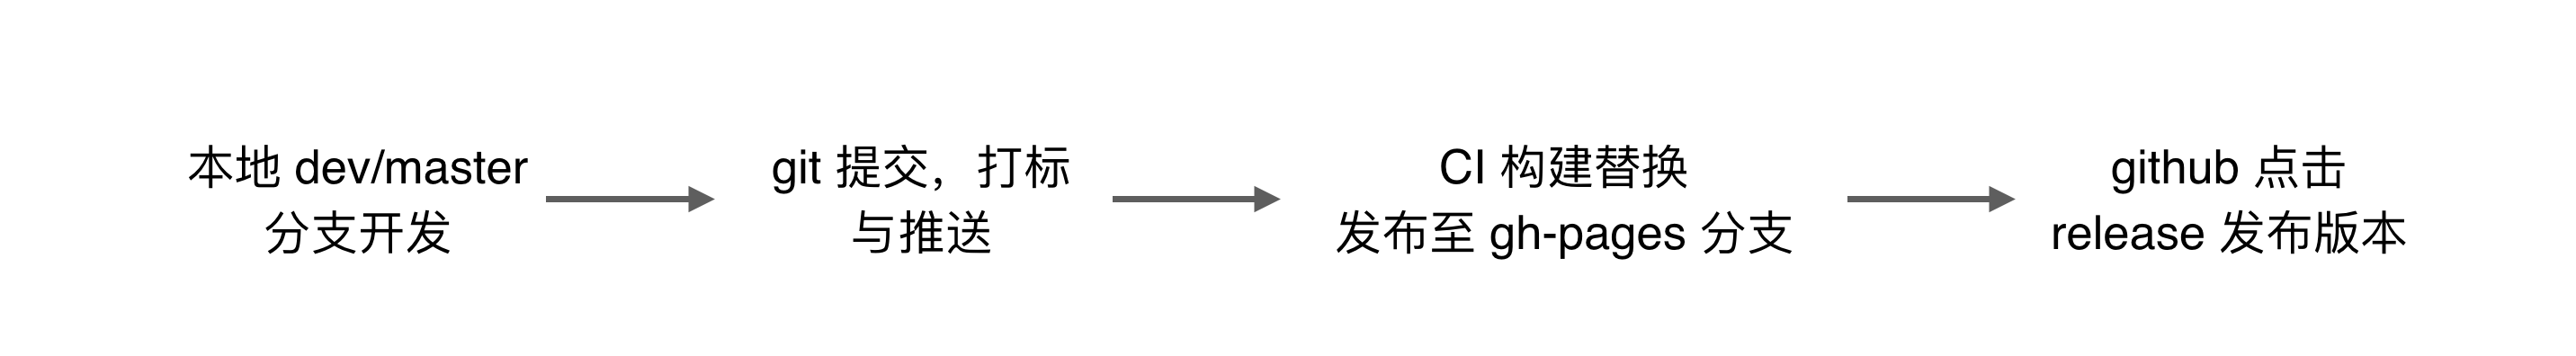 本地 dev/master
分支开发
git 提交，打标
与推送
CI 构建替换
发布至 gh-pages 分支
github 点击
release 发布版本